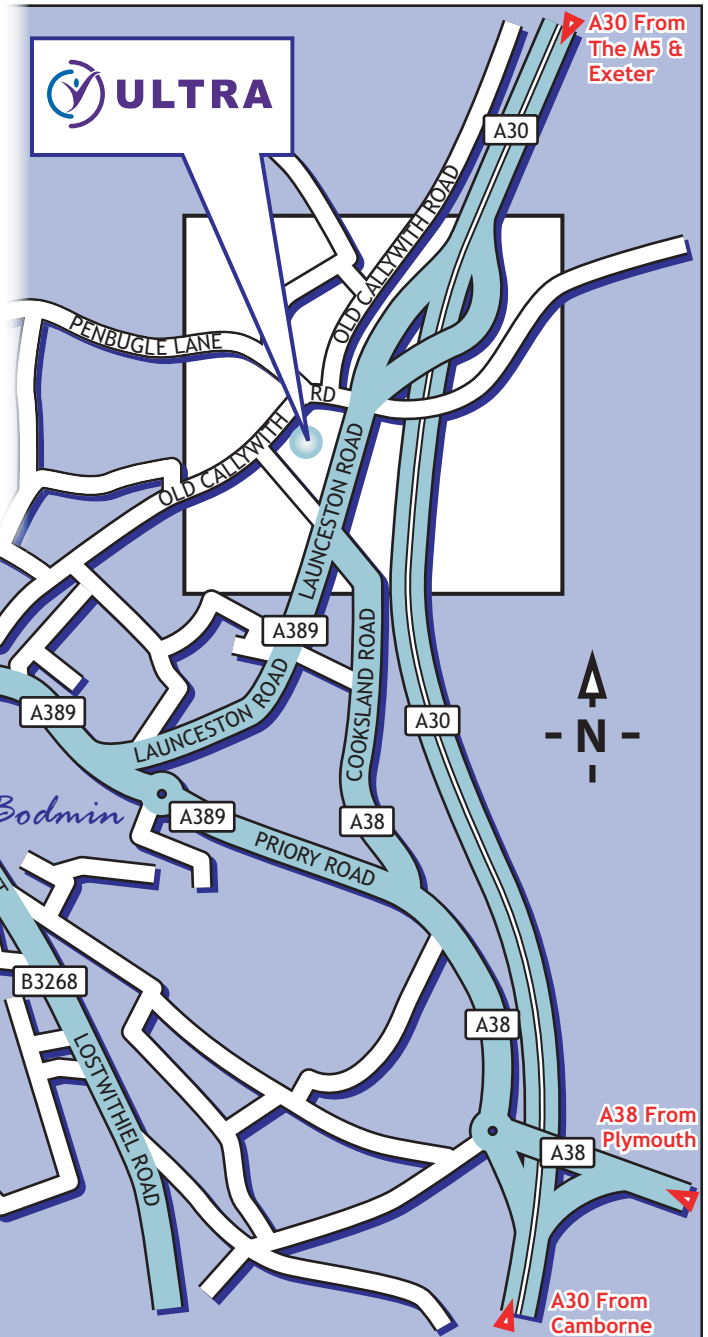 A30 From
The M5 &
Exeter
ULTRA
A30
OLD CALLYWITH ROAD
PENBUGLE LANE
OLD CALLYWITH RD
LAUNCESTON ROAD
A389
COOKSLAND ROAD
LAUNCESTON ROAD
A389
A30
N
Bodmin
A389
A38
PRIORY ROAD
B3268
A38
LOSTWITHIEL ROAD
A38 From
Plymouth
A38
A30 From
Camborne